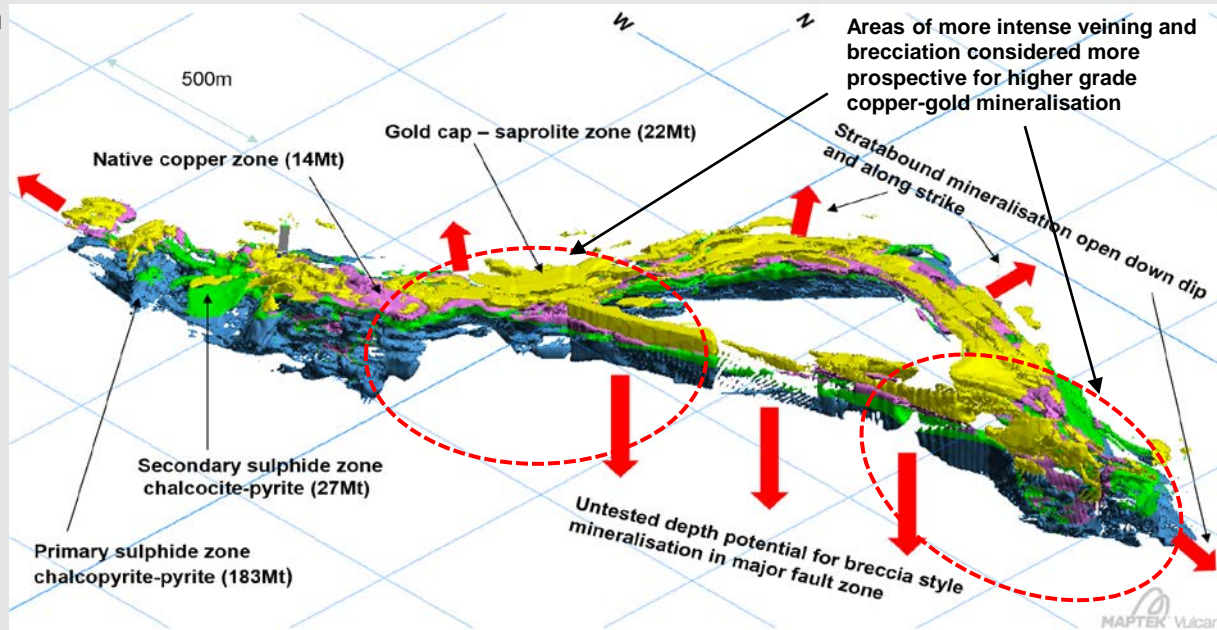 W
N
Areas of more intense veining and
brecciation considered more
prospective for higher grade
copper-gold mineralisation
500m
Gold cap – saprolite zone (22Mt)
Native copper zone (14Mt)
Stratabound mineralisation open down dip
and along strike
Secondary sulphide zone
chalcocite-pyrite (27Mt)
Primary sulphide zone
chalcopyrite-pyrite (183Mt)
Untested depth potential for breccia style
mineralisation in major fault zone
MAPTEK Vulcan